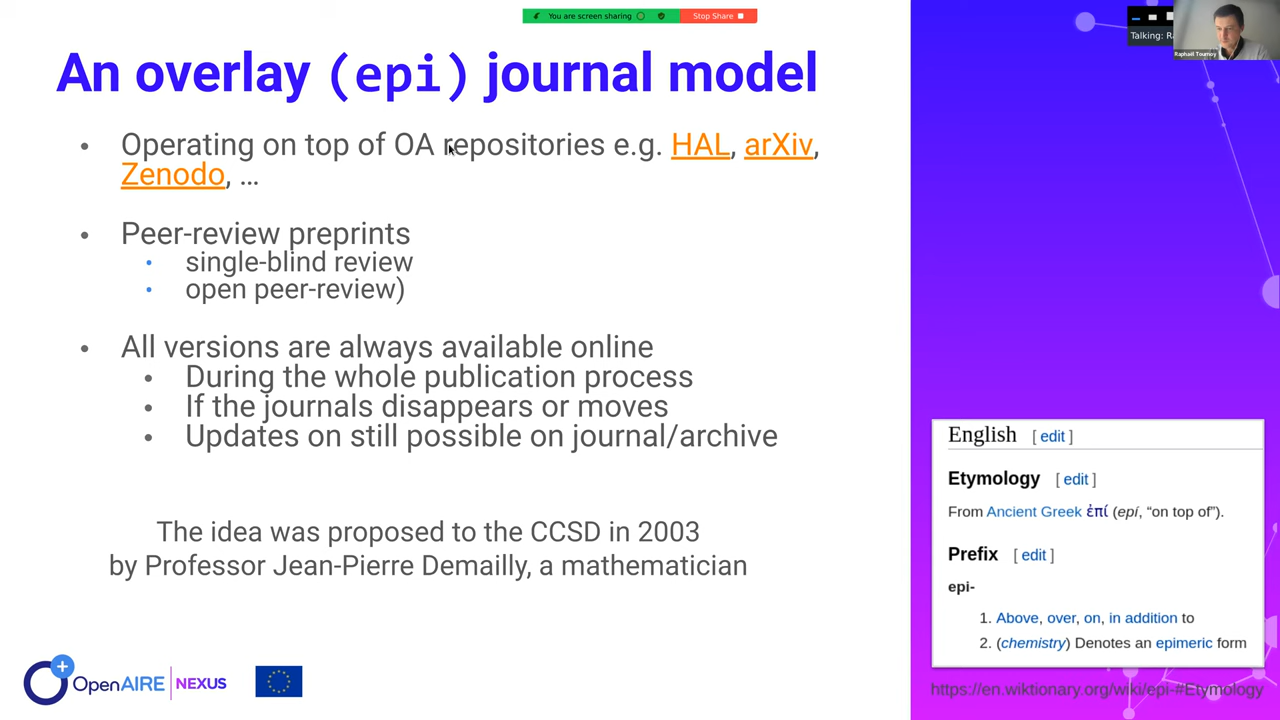 You are screen sharing
Stop Share
Talking:
Raphaël Tournoy
An overlay (epi) journal model
• Operating on top of OA repositories e.g. HAL, arXiv,
Zenodo, ...
• Peer-review preprints
• single-blind review
• open peer-review)
• All versions are always available online
• During the whole publication process
• If the journals disappears or moves
• Updates on still possible on journal/archive
The idea was proposed to the CCSD in 2003
by Professor Jean-Pierre Demailly, a mathematician
OpenAIRE | NEXUS
English [ edit ]
Etymology [ edit ]
From Ancient Greek ἐπί (epí, “on top of”).
Prefix [ edit ]
epi-
1. Above, over, on, in addition to
2. (chemistry) Denotes an epimeric form
https://en.wiktionary.org/wiki/epi-#Etymology